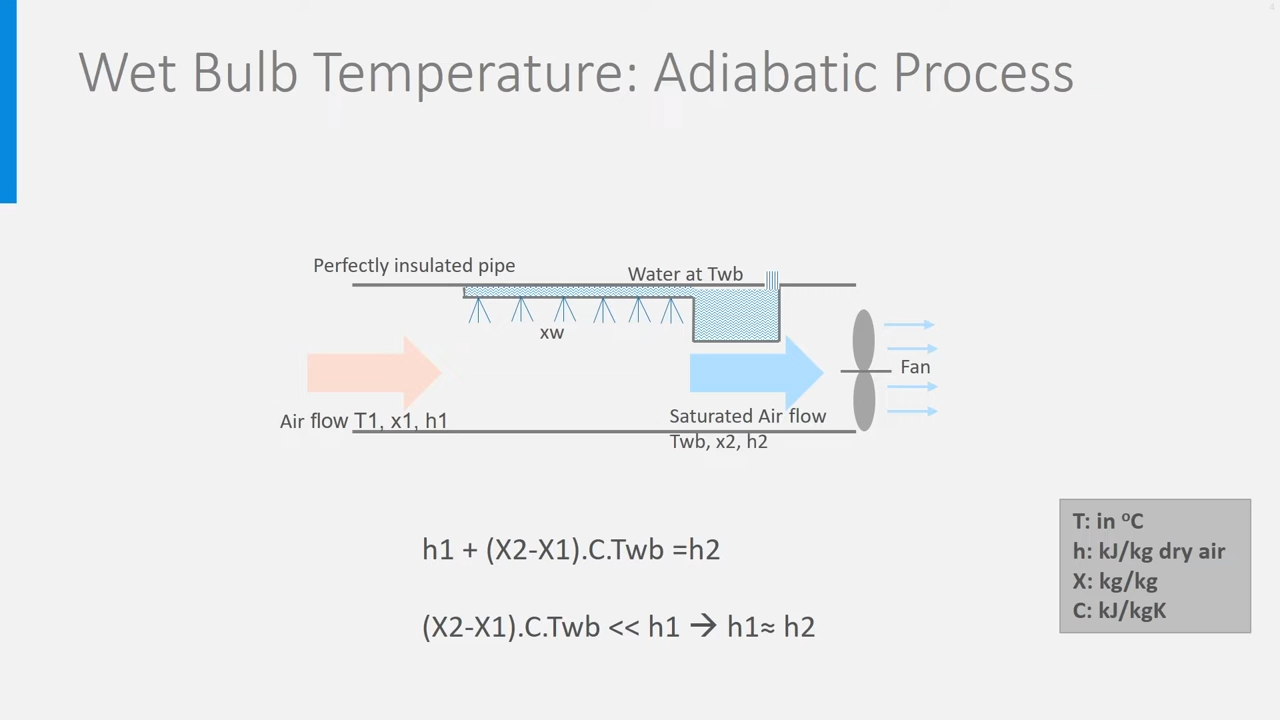 Wet Bulb Temperature: Adiabatic Process
Perfectly insulated pipe
Water at Twb
xw
Fan
Air flow T1, x1, h1
Saturated Air flow
Twb, x2, h2
h1 + (X2-X1).C.Twb =h2
(X2-X1).C.Twb << h1 → h1≈ h2
T: in ºC
h: kJ/kg dry air
X: kg/kg
C: kJ/kgK